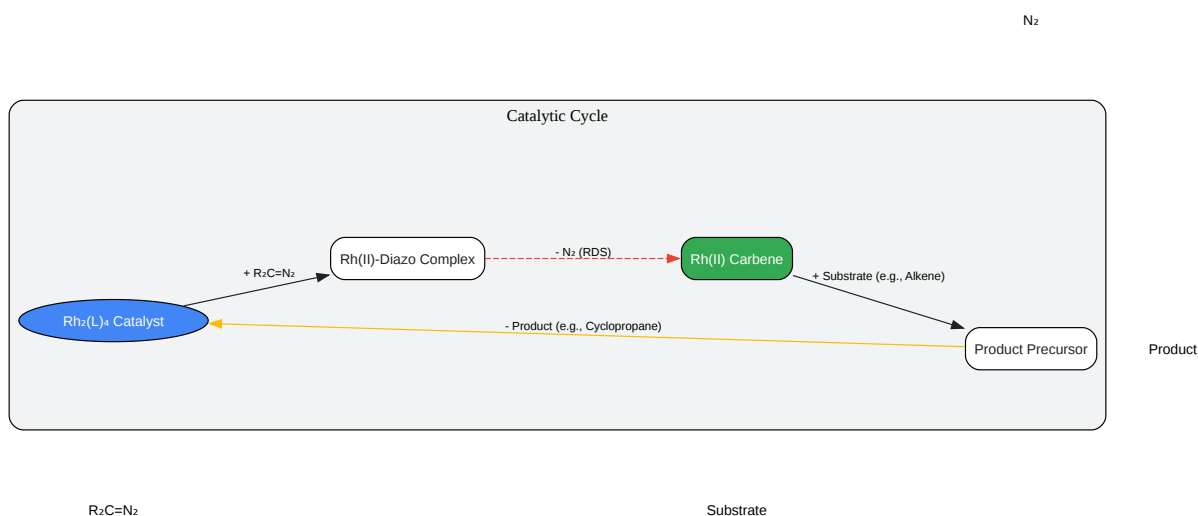 N₂
Catalytic Cycle
- N₂ (RDS)
Rh(II)-Diazo Complex
Rh(II) Carbene
+ R₂C=N₂
+ Substrate (e.g., Alkene)
Rh₂(L)₄ Catalyst
- Product (e.g., Cyclopropane)
Product Precursor
Product
R₂C=N₂
Substrate